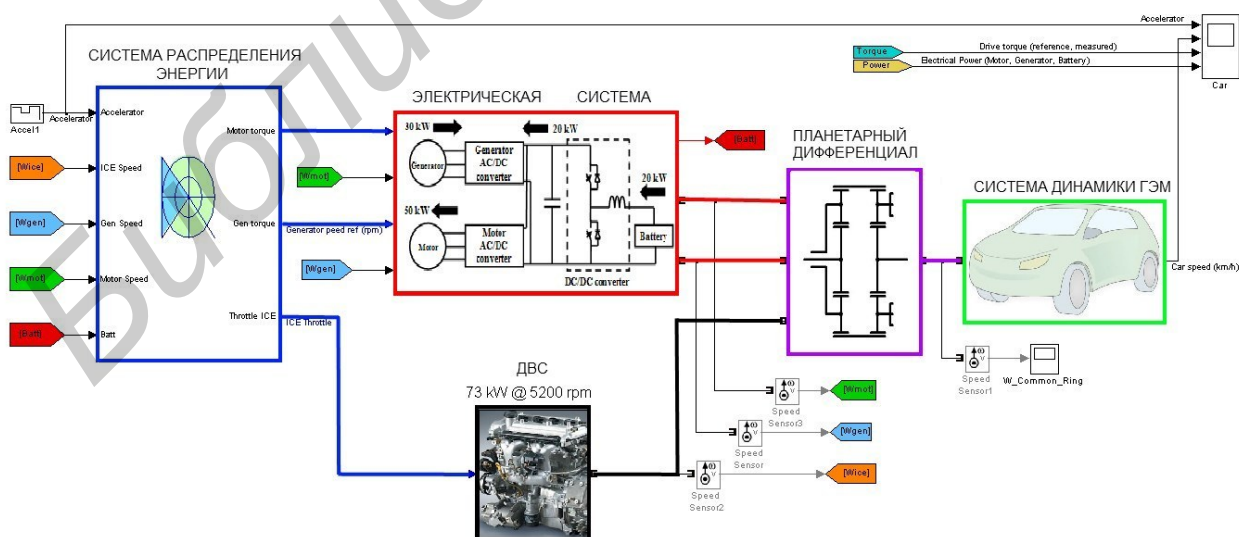 Библио
Accelerator
Torque
Drive torque (reference, measured)
Power
Electrical Power (Motor, Generator, Battery)
Car
СИСТЕМА РАСПРЕДЕЛЕНИЯ
ЭНЕРГИИ
Accel1
Accelerator
Accelerator
[Wice]
ICE Speed
[Wgen]
Gen Speed
[Wmot]
Motor Speed
[Batt]
Batt
Motor torque
Gen torque
Generator peed ref (rpm)
Throttle ICE
ICE Throttle
[Wmot]
[Wgen]
ЭЛЕКТРИЧЕСКАЯ СИСТЕМА
30 kW
20 kW
Generator
Generator
AC/DC
converter
20 kW
50 kW
Motor
Motor
AC/DC
converter
Battery
DC/DC converter
[Batt]
ПЛАНЕТАРНЫЙ
ДИФФЕРЕНЦИАЛ
СИСТЕМА ДИНАМИКИ ГЭМ
Car speed (km/h)
Speed
Sensor1
W_Common_Ring
ДВС
73 kW @ 5200 rpm
Speed
Sensor3
[Wmot]
Speed
Sensor
[Wgen]
Speed
Sensor2
[Wice]